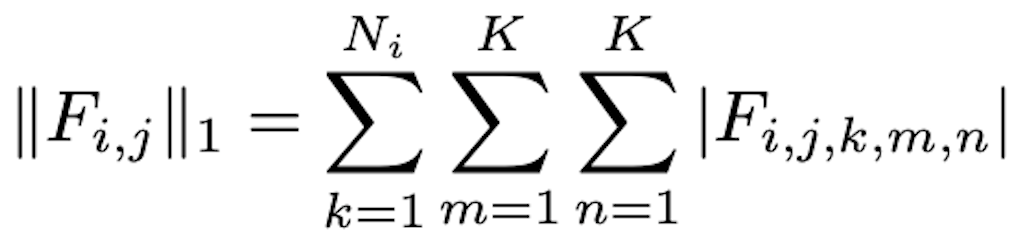 ‖F_{i,j}‖_1 = \sum_{k=1}^{N_i} \sum_{m=1}^{K} \sum_{n=1}^{K} |F_{i,j,k,m,n}|